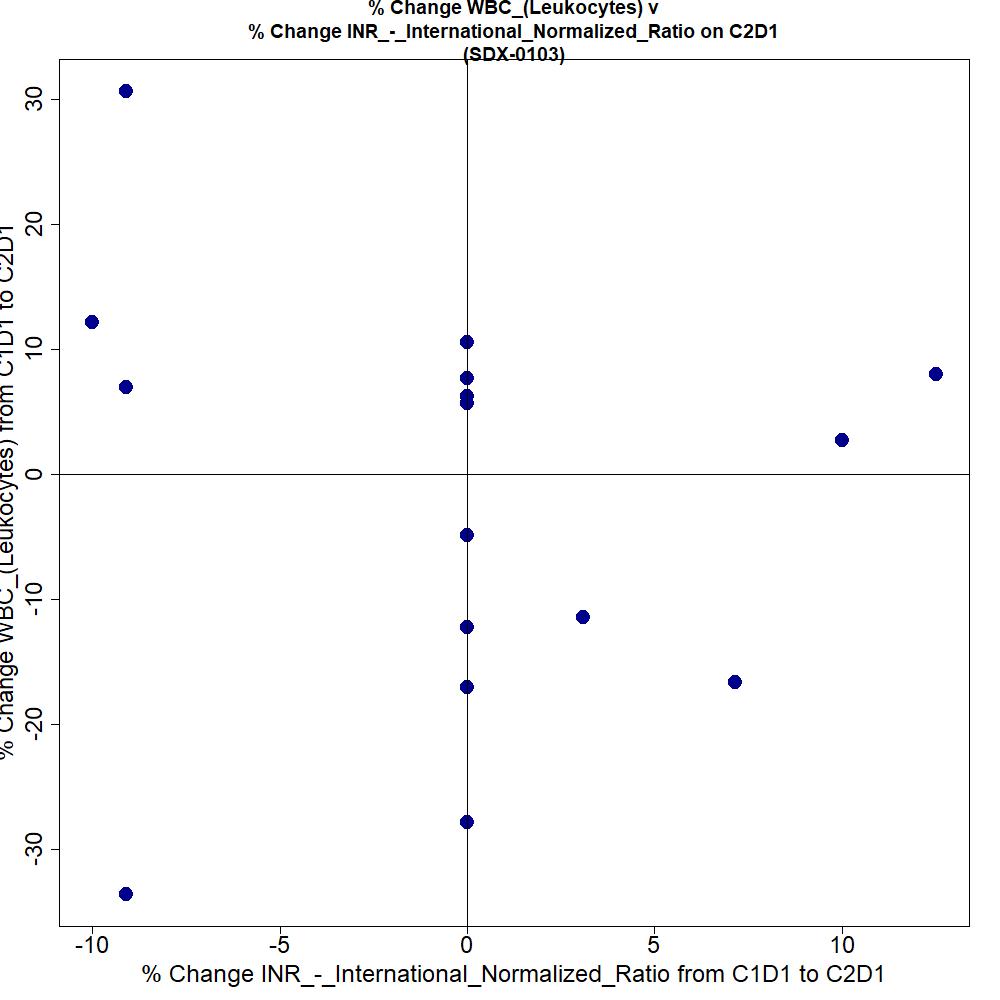 % Change WBC_(Leukocytes) v
% Change INR_-_International_Normalized_Ratio on C2D1
(SDX-0103)
% Change WBC_(Leukocytes) from C1D1 to C2D1
30
20
10
0
-10
-20
-30
-10 -5 0 5 10
% Change INR_-_International_Normalized_Ratio from C1D1 to C2D1